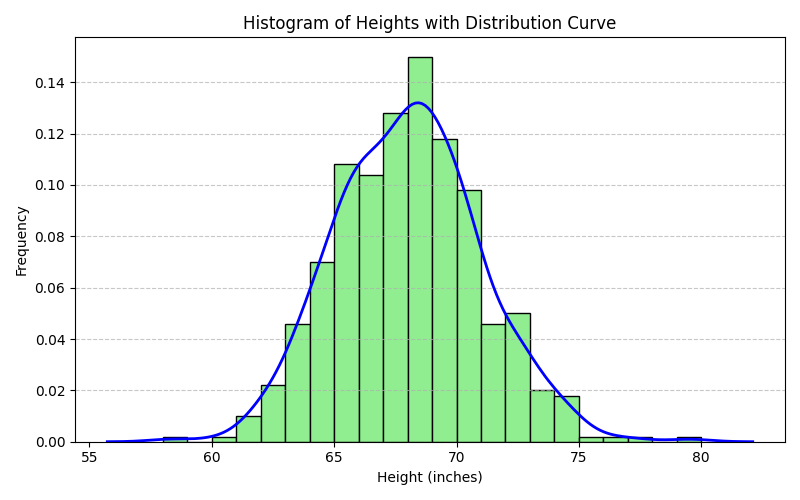 Histogram of Heights with Distribution Curve
0.14
0.12
0.10
0.08
0.06
0.04
0.02
0.00
Frequency
55 60 65 70 75 80
Height (inches)